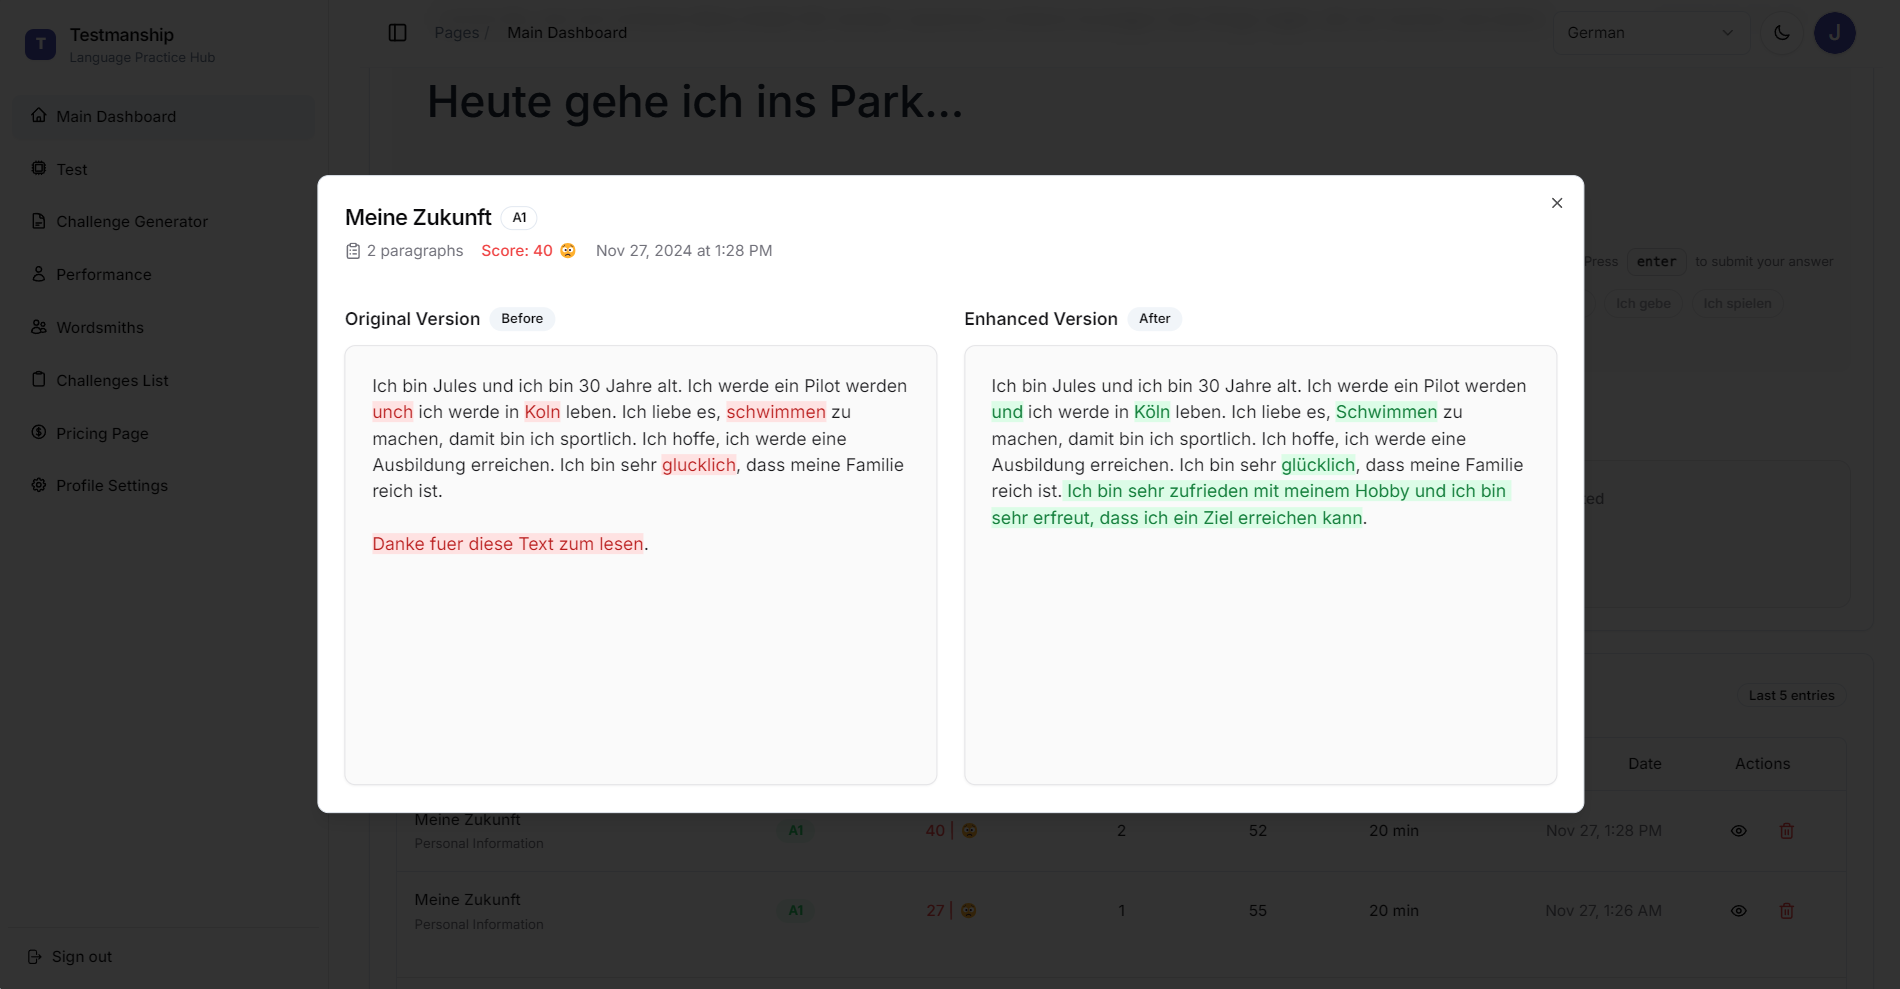 T
Testmanship
Language Practice Hub
Main Dashboard
Test
Challenge Generator
Performance
Wordsmiths
Challenges List
Pricing Page
Profile Settings
Sign out
Pages / Main Dashboard
German
J
Heute gehe ich ins Park...
Press enter to submit your answer
Ich gebe
Ich spielen
Meine Zukunft A1
2 paragraphs Score: 40 Nov 27, 2024 at 1:28 PM
Original Version Before
Ich bin Jules und ich bin 30 Jahre alt. Ich werde ein Pilot werden
unch ich werde in Koln leben. Ich liebe es, schwimmen zu
machen, damit bin ich sportlich. Ich hoffe, ich werde eine
Ausbildung erreichen. Ich bin sehr glucklich, dass meine Familie
reich ist.
Danke fuer diese Text zum lesen.
Enhanced Version After
Ich bin Jules und ich bin 30 Jahre alt. Ich werde ein Pilot werden
und ich werde in Köln leben. Ich liebe es, Schwimmen zu
machen, damit bin ich sportlich. Ich hoffe, ich werde eine
Ausbildung erreichen. Ich bin sehr glücklich, dass meine Familie
reich ist. Ich bin sehr zufrieden mit meinem Hobby und ich bin
sehr erfreut, dass ich ein Ziel erreichen kann.
Last 5 entries
Date Actions
Meine Zukunft
Personal Information
A1 40 | 2 52 20 min Nov 27, 1:28 PM
Meine Zukunft
Personal Information
A1 27 | 1 55 20 min Nov 27, 1:26 AM